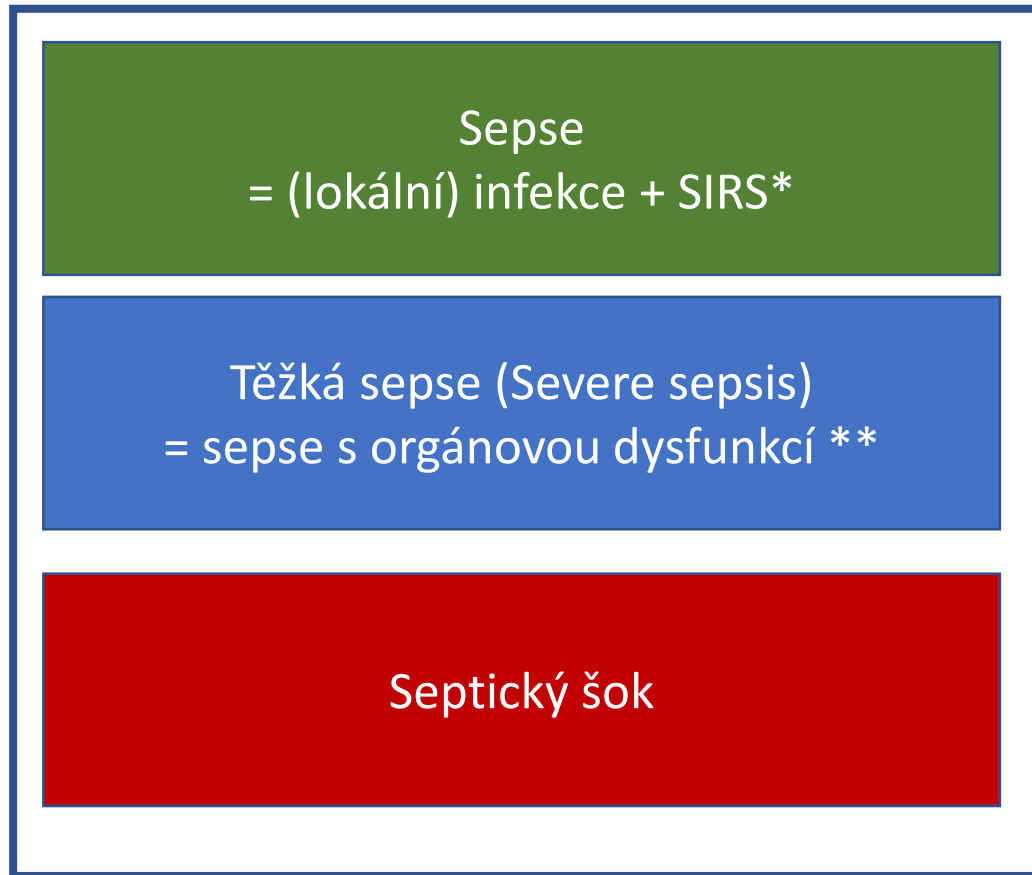 Sepse
= (lokální) infekce + SIRS*
Těžká sepse (Severe sepsis)
= sepse s orgánovou dysfunkcí **
Septický šok